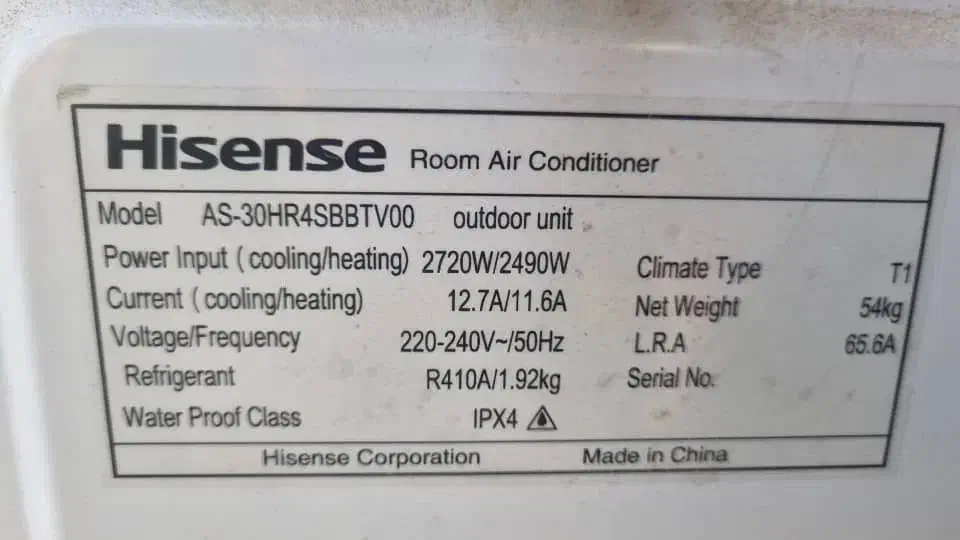 Hisense Room Air Conditioner
Model AS-30HR4SBBTV00 outdoor unit
Power Input ( cooling/heating) 2720W/2490W Climate Type T1
Current ( cooling/heating) 12.7A/11.6A Net Weight 54kg
Voltage/Frequency 220-240V~/50Hz L.R.A 65.6A
Refrigerant R410A/1.92kg Serial No.
Water Proof Class IPX4
Hisense Corporation Made in China